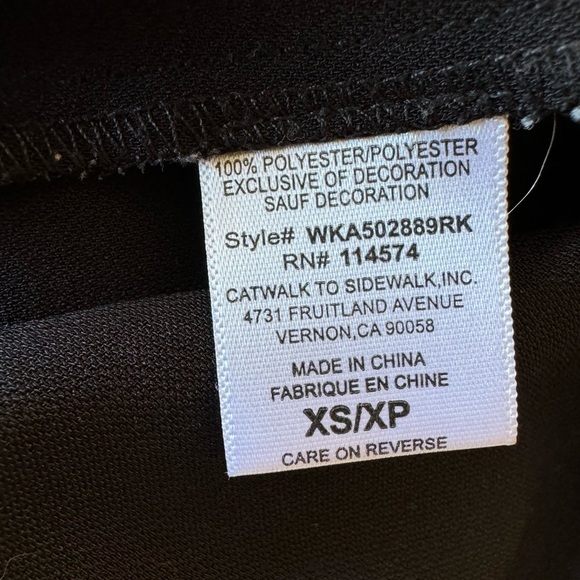 100% POLYESTER/POLYESTER
EXCLUSIVE OF DECORATION
SAUF DECORATION
Style# WKA502889RK
RN# 114574
CATWALK TO SIDEWALK,INC.
4731 FRUITLAND AVENUE
VERNON,CA 90058
MADE IN CHINA
FABRIQUE EN CHINE
XS/XP
CARE ON REVERSE